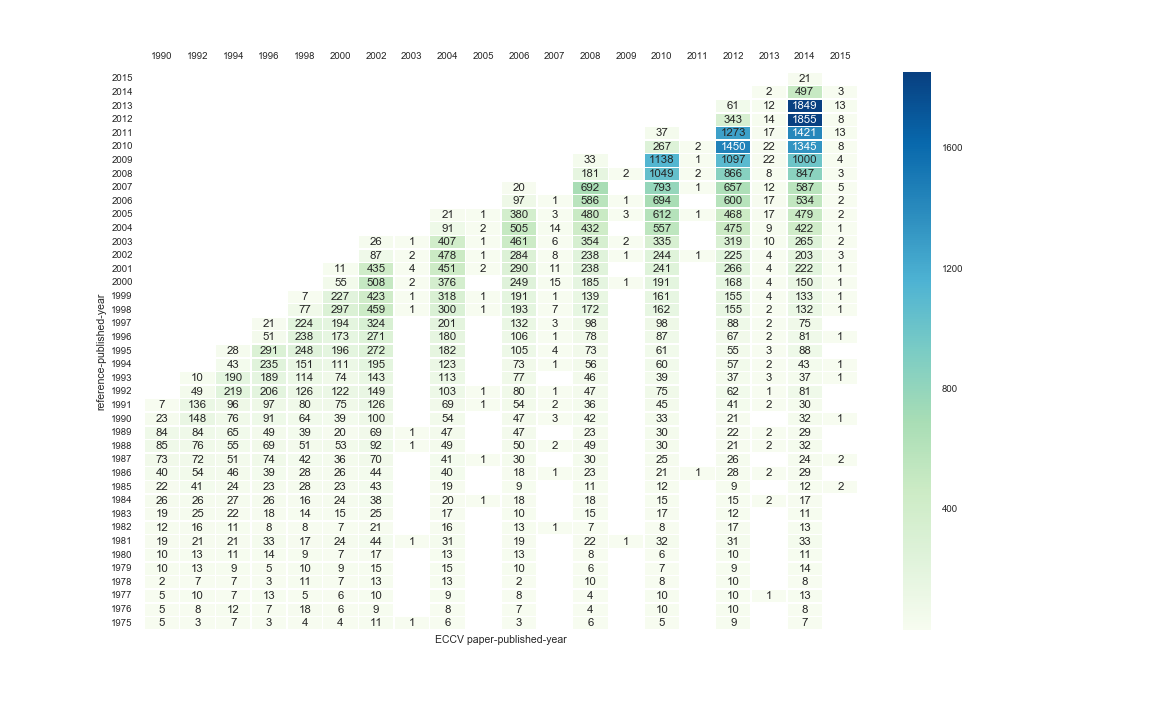 1990 1992 1994 1996 1998 2000 2002 2003 2004 2005 2006 2007 2008 2009 2010 2011 2012 2013 2014 2015
2015 21
2014 2 497 3
2013 61 12 1849 13
2012 343 14 1855 8
2011 37 1273 17 1421 13
2010 267 2 1450 22 1345 8
2009 33 1138 1 1097 22 1000 4
2008 181 2 1049 2 866 8 847 3
2007 20 692 793 1 657 12 587 5
2006 97 1 586 1 694 600 17 534 2
2005 21 1 380 3 480 3 612 1 468 17 479 2
2004 91 2 505 14 432 557 475 9 422 1
2003 26 1 407 1 461 6 354 2 335 319 10 265 2
2002 87 2 478 1 284 8 238 1 244 1 225 4 203 3
2001 11 435 4 451 2 290 11 238 241 266 4 222 1
2000 55 508 2 376 249 15 185 1 191 168 4 150 1
1999 7 227 423 1 318 1 191 1 139 161 155 4 133 1
1998 77 297 459 1 300 1 193 7 172 162 155 2 132 1
1997 21 224 194 324 201 132 3 98 98 88 2 75
1996 51 238 173 271 180 106 1 78 87 67 2 81 1
1995 28 291 248 196 272 182 105 4 73 61 55 3 88
1994 43 235 151 111 195 123 73 1 56 60 57 2 43 1
1993 10 190 189 114 74 143 113 77 46 39 37 3 37 1
1992 49 219 206 126 122 149 103 1 80 1 47 75 62 1 81
1991 7 136 96 97 80 75 126 69 1 54 2 36 45 41 2 30
1990 23 148 76 91 64 39 100 54 47 3 42 33 21 32 1
1989 84 84 65 49 39 20 69 1 47 47 23 30 22 2 29
1988 85 76 55 69 51 53 92 1 49 50 2 49 30 21 2 32
1987 73 72 51 74 42 36 70 41 1 30 30 25 26 24 2
1986 40 54 46 39 28 26 44 40 18 1 23 21 1 28 2 29
1985 22 41 24 23 28 23 43 19 9 11 12 9 12 2
1984 26 26 27 26 16 24 38 20 1 18 18 15 15 2 17
1983 19 25 22 18 14 15 25 17 10 15 17 12 11
1982 12 16 11 8 8 7 21 16 13 1 7 8 17 13
1981 19 21 21 33 17 24 44 1 31 19 22 1 32 31 33
1980 10 13 11 14 9 7 17 13 13 8 6 10 11
1979 10 13 9 5 10 9 15 15 10 6 7 9 14
1978 2 7 7 3 11 7 13 13 2 10 8 10 8
1977 5 10 7 13 5 6 10 9 8 4 10 10 1 13
1976 5 8 12 7 18 6 9 8 7 4 10 10 8
1975 5 3 7 3 4 4 11 1 6 3 6 5 9 7
reference-published-year
ECCV paper-published-year
1600
1200
800
400